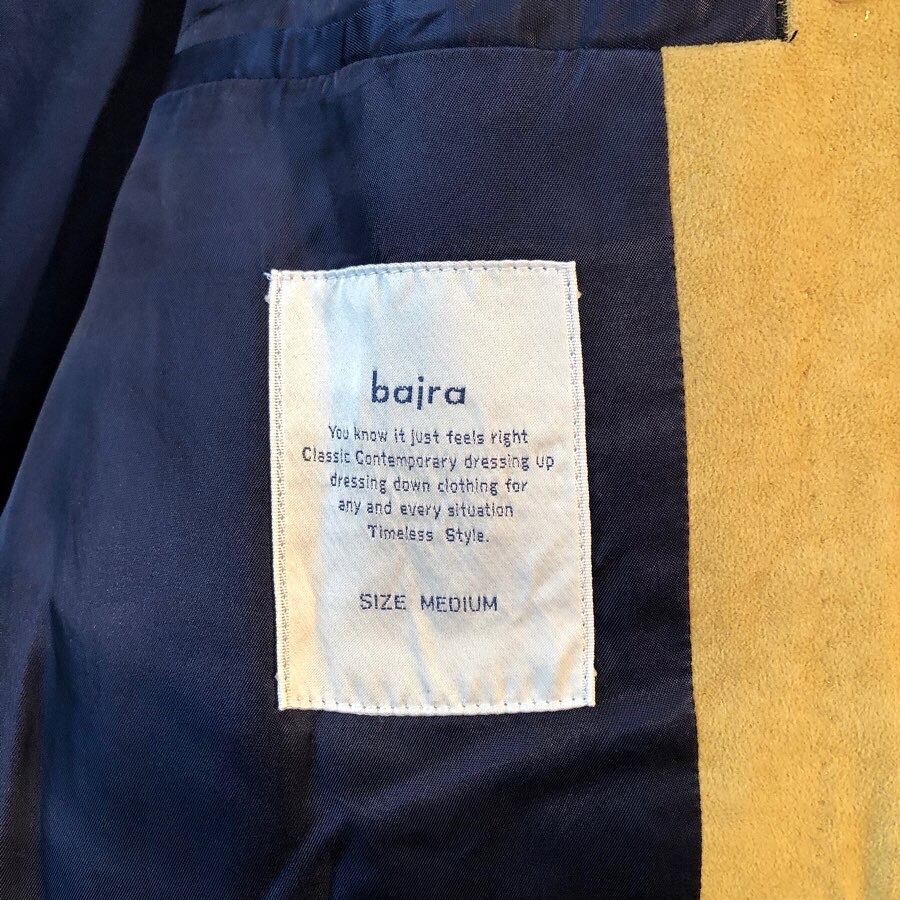 bajra
You know it just feels right
Classic Contemporary dressing up
dressing down clothing for
any and every situation
Timeless Style.
SIZE MEDIUM